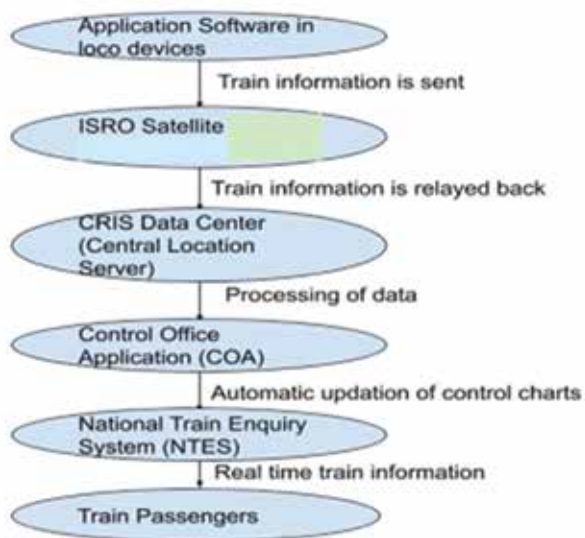 Application Software in
loco devices
Train information is sent
ISRO Satellite
Train information is relayed back
CRIS Data Center
(Central Location
Server)
Processing of data
Control Office
Application (COA)
Automatic updation of control charts
National Train Enquiry
System (NTES)
Real time train information
Train Passengers